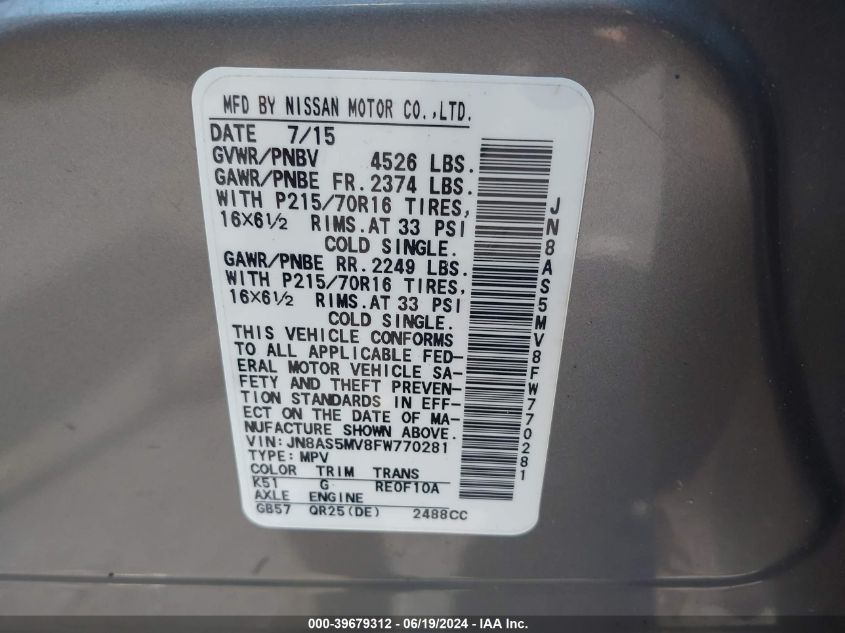 MFD BY NISSAN MOTOR CO.,LTD.
DATE 7/15
GVWR/PNBV 4526 LBS.
GAWR/PNBE FR.2374 LBS.
WITH P215/70R16 TIRES,
16X6½ RIMS.AT 33 PSI
COLD SINGLE.
GAWR/PNBE RR.2249 LBS.
WITH P215/70R16 TIRES,
16X6½ RIMS.AT 33 PSI
COLD SINGLE.
THIS VEHICLE CONFORMS
TO ALL APPLICABLE FED-
ERAL MOTOR VEHICLE SA-
FETY AND THEFT PREVEN-
TION STANDARDS IN EFF-
ECT ON THE DATE OF MA-
NUFACTURE SHOWN ABOVE.
VIN:JN8AS5MV8FW770281
TYPE:MPV
COLOR TRIM TRANS
K51 G RE0F10A
AXLE ENGINE
GB57 QR25(DE) 2488CC
JN8AS5MV8FW770281
000-39679312 - 06/19/2024 - IAA Inc.